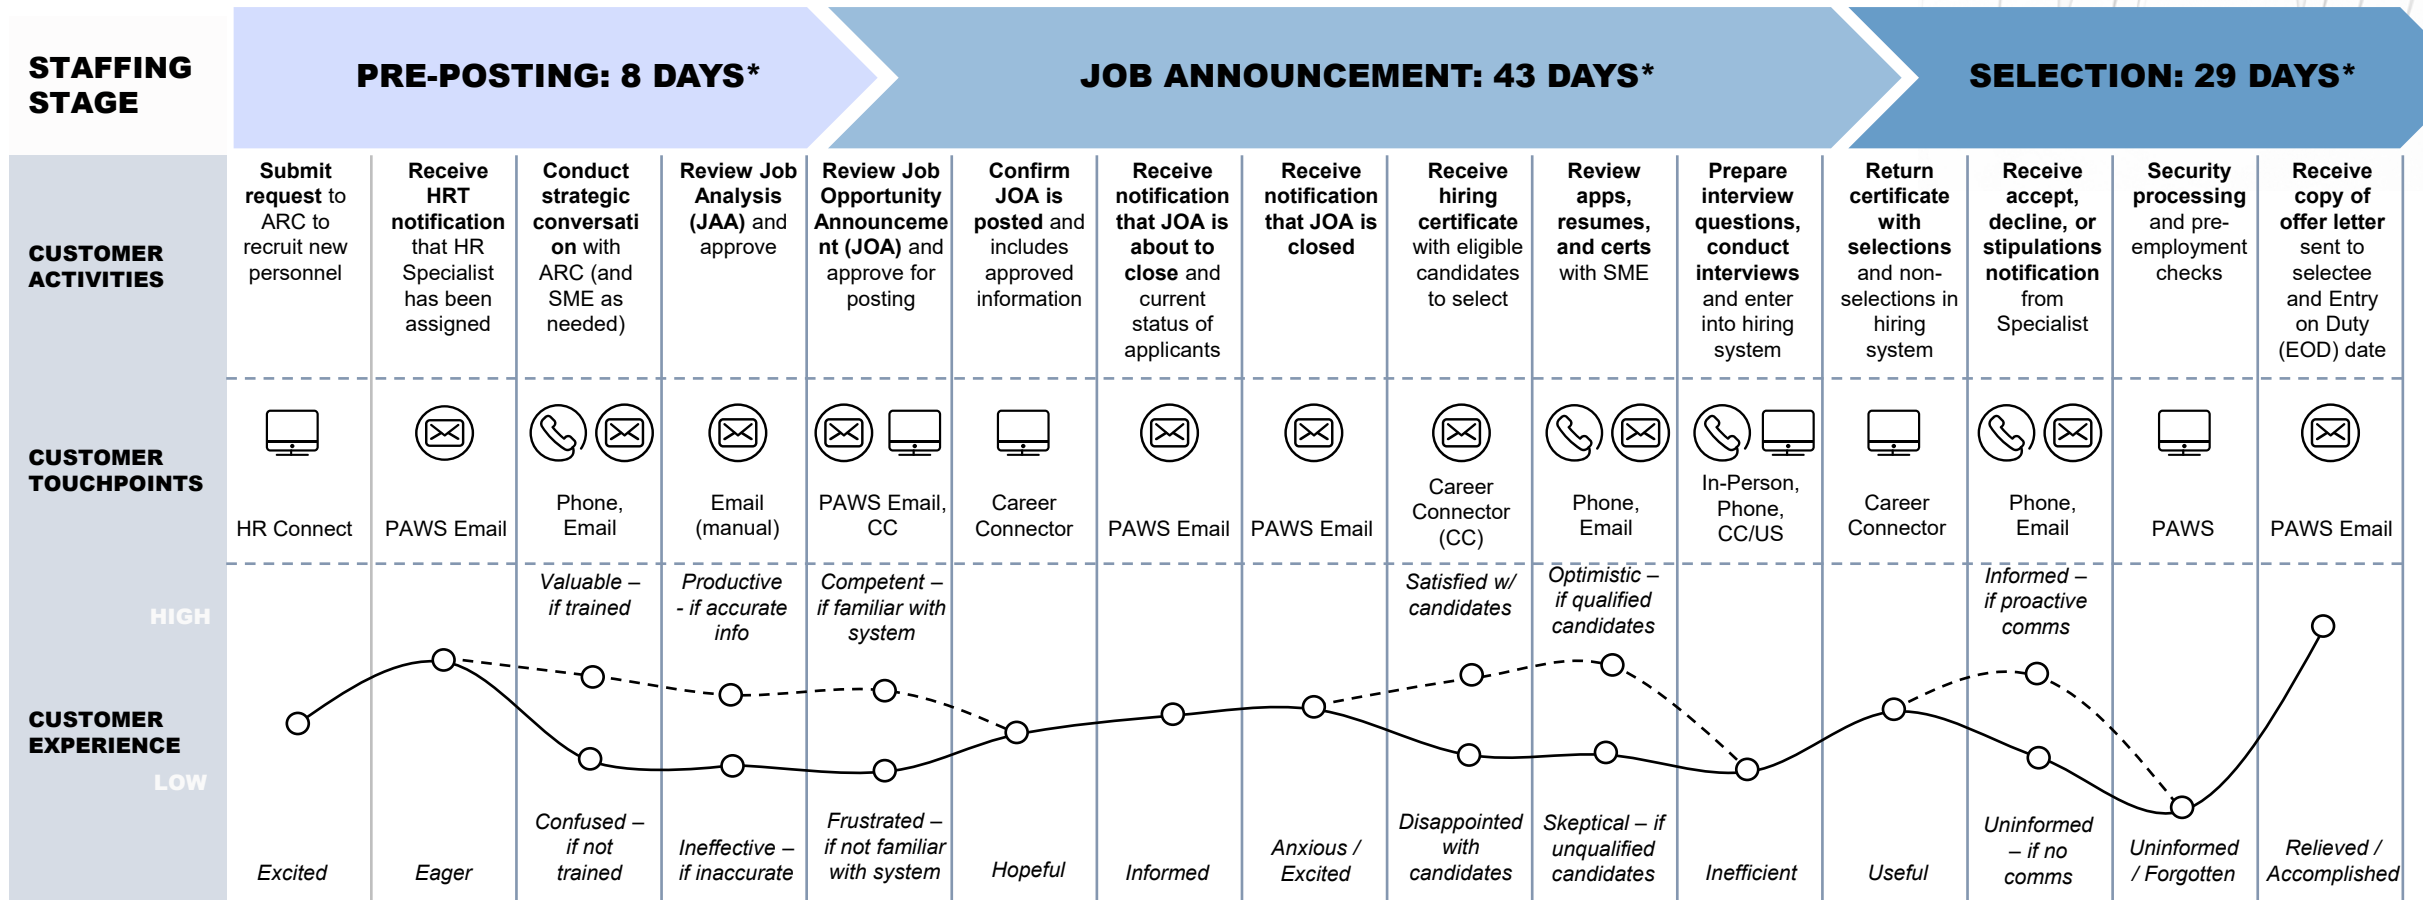 STAFFING
STAGE
PRE-POSTING: 8 DAYS*
JOB ANNOUNCEMENT: 43 DAYS*
SELECTION: 29 DAYS*
CUSTOMER
ACTIVITIES
Submit
request to
ARC to
recruit new
personnel
Receive
HRT
notification
that HR
Specialist
has been
assigned
Conduct
strategic
conversati
on with
ARC (and
SME as
needed)
Review Job
Analysis
(JAA) and
approve
Review Job
Opportunity
Announceme
nt (JOA) and
approve for
posting
Confirm
JOA is
posted and
includes
approved
information
Receive
notification
that JOA is
about to
close and
current
status of
applicants
Receive
notification
that JOA is
closed
Receive
hiring
certificate
with eligible
candidates
to select
Review
apps,
resumes,
and certs
with SME
Prepare
interview
questions,
conduct
interviews
and enter
into hiring
system
Return
certificate
with
selections
and non-
selections in
hiring
system
Receive
accept,
decline, or
stipulations
notification
from
Specialist
Security
processing
and pre-
employment
checks
Receive
copy of
offer letter
sent to
selectee
and Entry
on Duty
(EOD) date
CUSTOMER
TOUCHPOINTS
HR Connect
PAWS Email
Phone,
Email
Email
(manual)
PAWS Email,
CC
Career
Connector
PAWS Email
PAWS Email
Career
Connector
(CC)
Phone,
Email
In-Person,
Phone,
CC/US
Career
Connector
Phone,
Email
PAWS
PAWS Email
HIGH
CUSTOMER
EXPERIENCE
LOW
Valuable –
if trained
Productive
- if accurate
info
Competent –
if familiar with
system
Satisfied w/
candidates
Optimistic –
if qualified
candidates
Informed –
if proactive
comms
Excited
Eager
Confused –
if not
trained
Ineffective –
if inaccurate
Frustrated –
if not familiar
with system
Hopeful
Informed
Anxious /
Excited
Disappointed
with
candidates
Skeptical – if
unqualified
candidates
Inefficient
Useful
Uninformed
– if no
comms
Uninformed
/ Forgotten
Relieved /
Accomplished